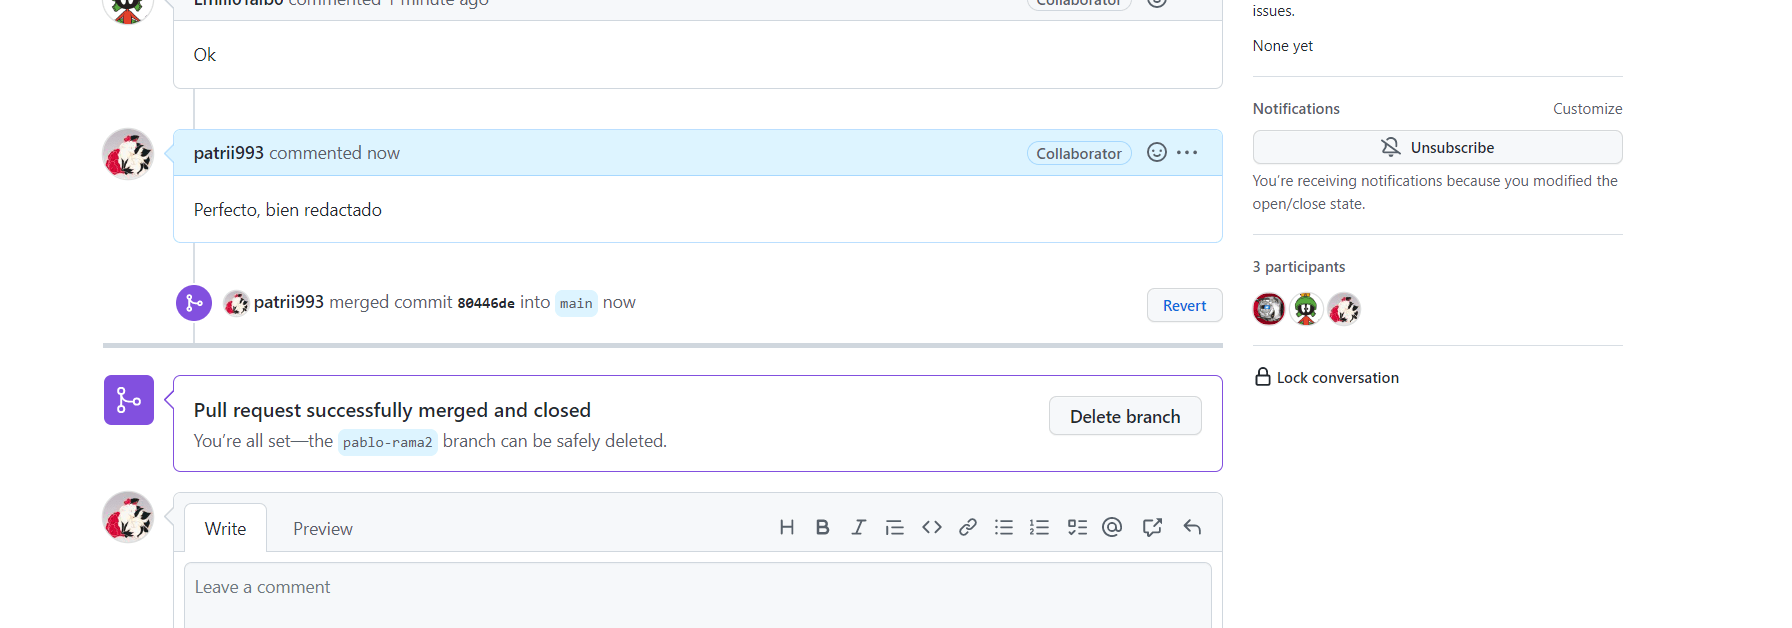 commented 1 minute ago
Collaborator
Ok
patrii993 commented now
Collaborator
Perfecto, bien redactado
patrii993 merged commit 80446de into main now
Revert
Pull request successfully merged and closed
You're all set—the pablo-rama2 branch can be safely deleted.
Delete branch
Write
Preview
Leave a comment
issues.
None yet
Notifications
Customize
Unsubscribe
You're receiving notifications because you modified the
open/close state.
3 participants
Lock conversation